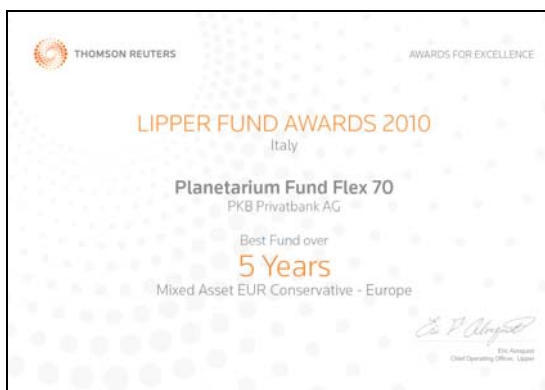 THOMSON REUTERS
AWARDS FOR EXCELLENCE
LIPPER FUND AWARDS 2010
Italy
Planetarium Fund Flex 70
PKB Privatbank AG
Best Fund over
5 Years
Mixed Asset EUR Conservative - Europe
Eric Almquist
Chief Operating Officer, Lipper